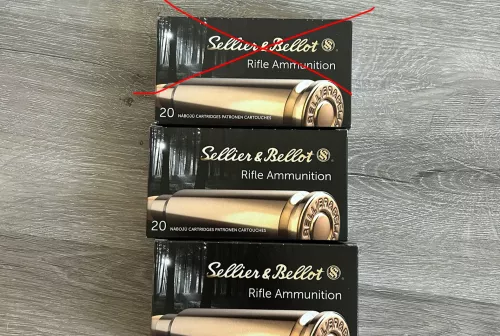 Sellier & Bellot
Rifle Ammunition
20 NABOJŮ CARTRIDGES PATRONEN CARTOUCHES
Sellier & Bellot
Rifle Ammunition
20 NABOJŮ CARTRIDGES PATRONEN CARTOUCHES
Sellier & Bellot
Rifle Ammunition